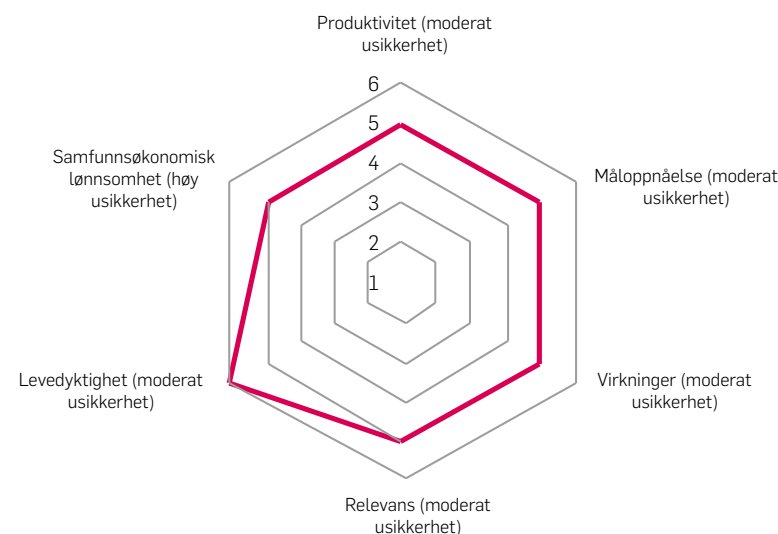 Produktivitet (moderat
usikkerhet)
6
5
4
3
2
1
Samfunnsøkonomisk
lønnsomhet (høy
usikkerhet)
Måloppnåelse (moderat
usikkerhet)
Levedyktighet (moderat
usikkerhet)
Virkninger (moderat
usikkerhet)
Relevans (moderat
usikkerhet)